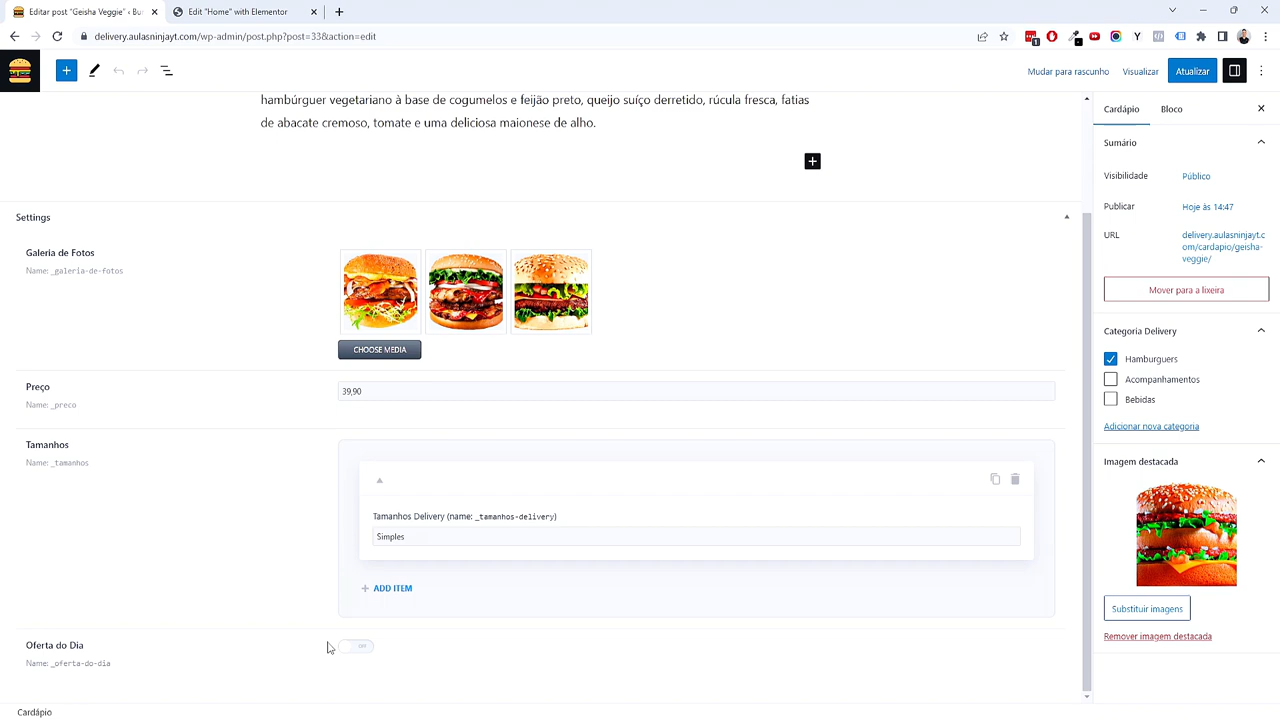 Editar post "Geisha Veggie" ‹ Bu
Edit "Home" with Elementor
delivery.aulasninjayt.com/wp-admin/post.php?post=33&action=edit
Mudar para rascunho
Visualizar
Atualizar
hambúrguer vegetariano à base de cogumelos e feijão preto, queijo suíço derretido, rúcula fresca, fatias
de abacate cremoso, tomate e uma deliciosa maionese de alho.
Settings
Galeria de Fotos
Name: _galeria-de-fotos
CHOOSE MEDIA
Preço
Name: _preco
39,90
Tamanhos
Name: _tamanhos
Tamanhos Delivery (name: _tamanhos-delivery)
Simples
ADD ITEM
Oferta do Dia
Name: _oferta-do-dia
OFF
Cardápio
Cardápio
Bloco
Sumário
Visibilidade
Público
Publicar
Hoje às 14:47
URL
delivery.aulasninjayt.c
om/cardapio/geisha-
veggie/
Mover para a lixeira
Categoria Delivery
Hamburguers
Acompanhamentos
Bebidas
Adicionar nova categoria
Imagem destacada
Substituir imagens
Remover imagem destacada